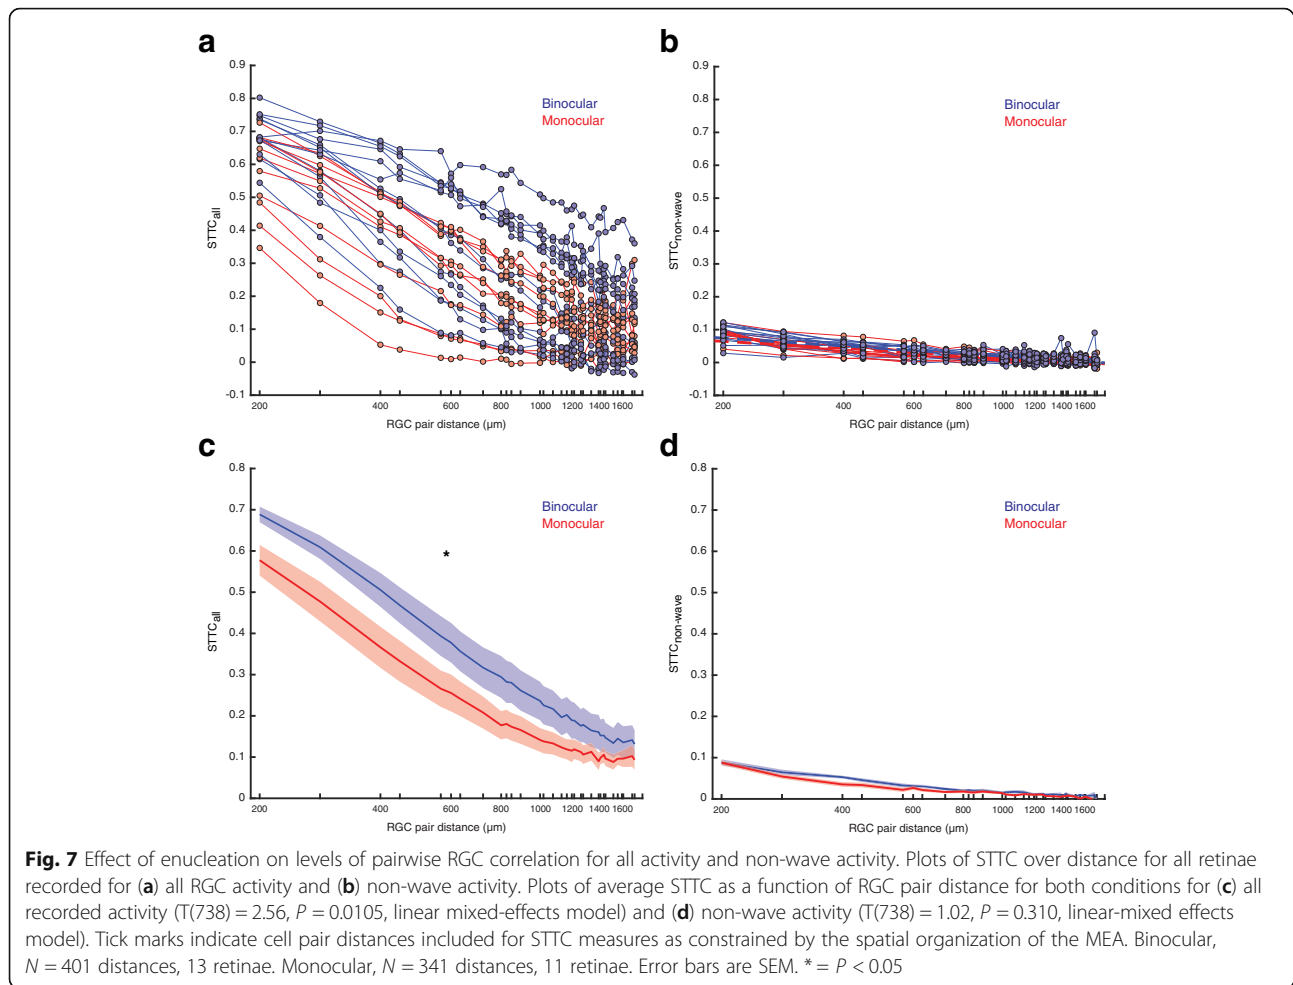 a
0.9
0.8
0.7
0.6
0.5
0.4
0.3
0.2
0.1
0
-0.1
STTCall
Binocular
Monocular
200 400 600 1000 1200 1400 1600
RGC pair distance (µm)
b
0.9
0.8
0.7
0.6
0.5
0.4
0.3
0.2
0.1
0
-0.1
STTCnon-wave
Binocular
Monocular
200 400 600 800 1000 1200 1400 1600
RGC pair distance (µm)
c
0.8
0.7
0.6
0.5
0.4
0.3
0.2
0.1
0
STTCall
Binocular
Monocular
*
200 400 600 800 1000 1200 1400 1600
RGC pair distance (µm)
d
0.8
0.7
0.6
0.5
0.4
0.3
0.2
0.1
0
STTCnon-wave
Binocular
Monocular
200 400 600 800 1000 1200 1600
RGC pair distance (µm)
Fig. 7 Effect of enucleation on levels of pairwise RGC correlation for all activity and non-wave activity. Plots of STTC over distance for all retinae
recorded for (a) all RGC activity and (b) non-wave activity. Plots of average STTC as a function of RGC pair distance for both conditions for (c) all
recorded activity (T(738) = 2.56, P = 0.0105, linear mixed-effects model) and (d) non-wave activity (T(738) = 1.02, P = 0.310, linear-mixed effects
model). Tick marks indicate cell pair distances included for STTC measures as constrained by the spatial organization of the MEA. Binocular,
N = 401 distances, 13 retinae. Monocular, N = 341 distances, 11 retinae. Error bars are SEM. * = P < 0.05